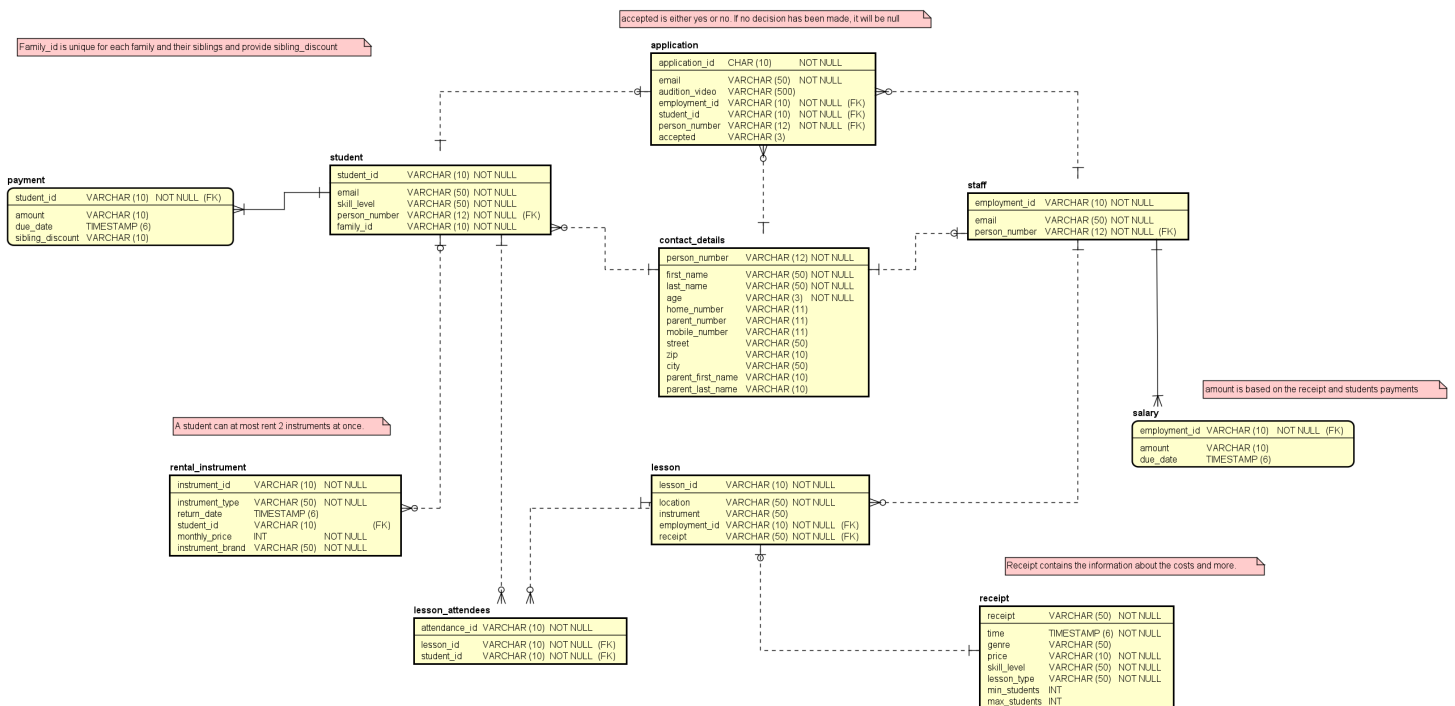 accepted is either yes or no. If no decision has been made, it will be null
Family_id is unique for each family and their siblings and provide sibling_discount
application
application_id CHAR (10) NOT NULL
email VARCHAR (50) NOT NULL
audition_video VARCHAR (500)
employment_id VARCHAR (10) NOT NULL (FK)
student_id VARCHAR (10) NOT NULL (FK)
person_number VARCHAR (12) NOT NULL (FK)
accepted VARCHAR (3)
student
student_id VARCHAR (10) NOT NULL
email VARCHAR (50) NOT NULL
skill_level VARCHAR (50) NOT NULL
person_number VARCHAR (12) NOT NULL (FK)
family_id VARCHAR (10) NOT NULL
payment
student_id VARCHAR (10) NOT NULL (FK)
amount VARCHAR (10)
due_date TIMESTAMP (6)
sibling_discount VARCHAR (10)
staff
employment_id VARCHAR (10) NOT NULL
email VARCHAR (50) NOT NULL
person_number VARCHAR (12) NOT NULL (FK)
contact_details
person_number VARCHAR (12) NOT NULL
first_name VARCHAR (50) NOT NULL
last_name VARCHAR (50) NOT NULL
age VARCHAR (3) NOT NULL
home_number VARCHAR (11)
parent_number VARCHAR (11)
mobile_number VARCHAR (11)
street VARCHAR (50)
zip VARCHAR (10)
city VARCHAR (50)
parent_first_name VARCHAR (10)
parent_last_name VARCHAR (10)
amount is based on the receipt and students payments
salary
employment_id VARCHAR (10) NOT NULL (FK)
amount VARCHAR (10)
due_date TIMESTAMP (6)
A student can at most rent 2 instruments at once.
rental_instrument
instrument_id VARCHAR (10) NOT NULL
instrument_type VARCHAR (50) NOT NULL
return_date TIMESTAMP (6)
student_id VARCHAR (10) (FK)
monthly_price INT NOT NULL
instrument_brand VARCHAR (50) NOT NULL
lesson
lesson_id VARCHAR (10) NOT NULL
location VARCHAR (50) NOT NULL
instrument VARCHAR (50)
employment_id VARCHAR (10) NOT NULL (FK)
receipt VARCHAR (50) NOT NULL (FK)
Receipt contains the information about the costs and more.
lesson_attendees
attendance_id VARCHAR (10) NOT NULL
lesson_id VARCHAR (10) NOT NULL (FK)
student_id VARCHAR (10) NOT NULL (FK)
receipt
receipt VARCHAR (50) NOT NULL
time TIMESTAMP (6) NOT NULL
genre VARCHAR (50)
price VARCHAR (10) NOT NULL
skill_level VARCHAR (50) NOT NULL
lesson_type VARCHAR (50) NOT NULL
min_students INT
max_students INT